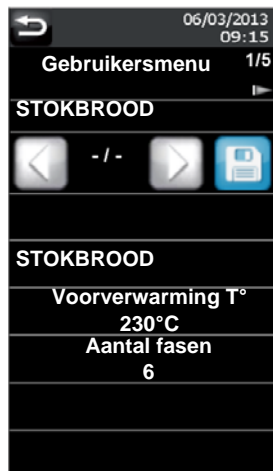 06/03/2013
09:15
Gebruikersmenu 1/5
STOKBROOD
- / -
STOKBROOD
Voorverwarming T°
230°C
Aantal fasen
6